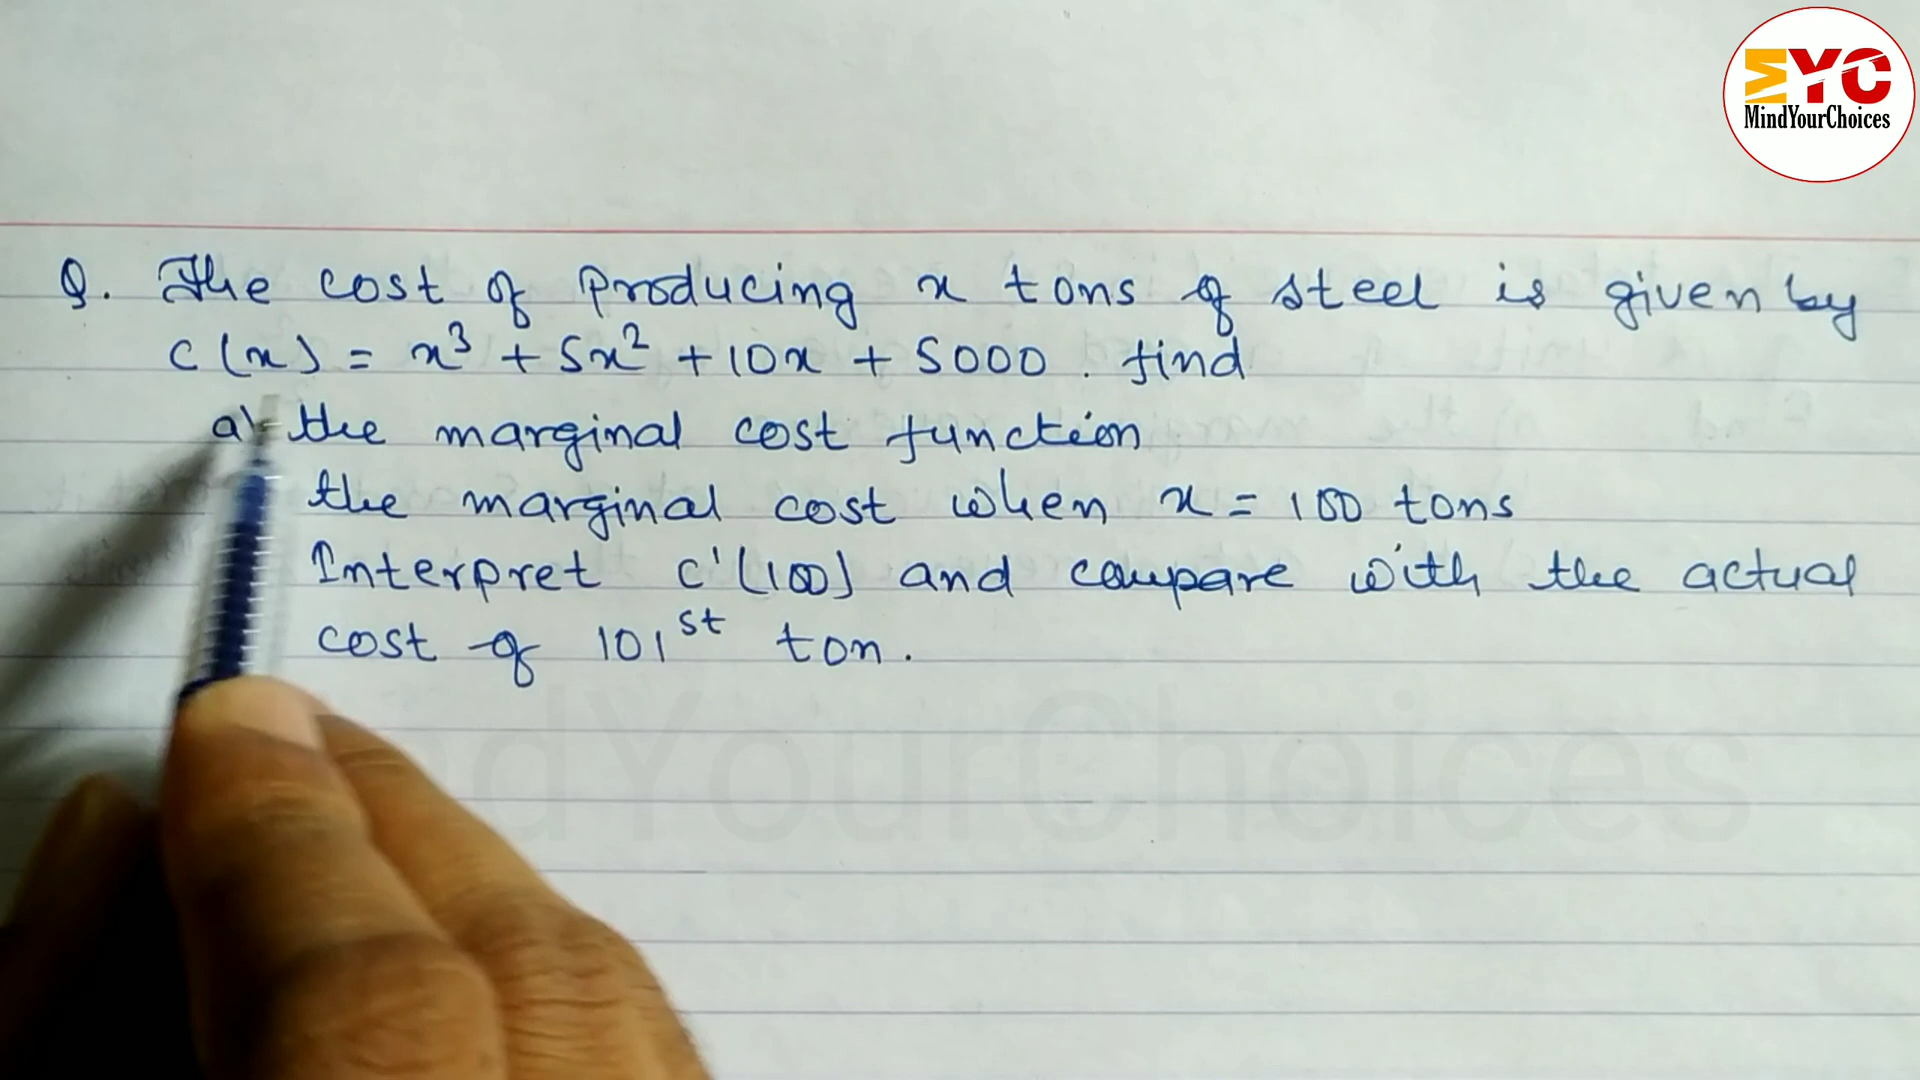 MYC
MindYourChoices
Q. The cost of producing x tons of steel is given by
C(x) = x³ + 5x² + 10x + 5000. find
a) the marginal cost function
the marginal cost when x = 100 tons
Interpret c'(100) and compare with the actual
cost of 101st ton.
MindYourChoices